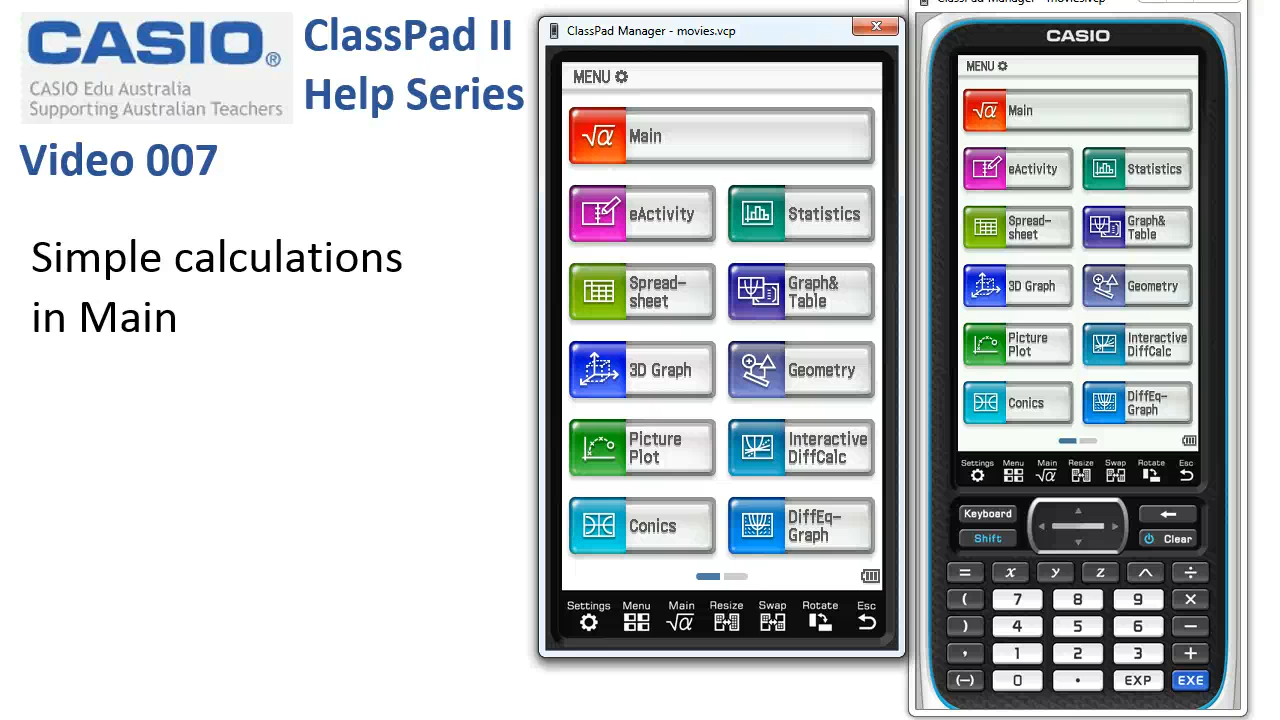 CASIO®
CASIO Edu Australia
Supporting Australian Teachers
ClassPad II
Help Series
Video 007
Simple calculations
in Main
ClassPad Manager - movies.vcp
MENU
√α Main
eActivity
Statistics
Spread-
sheet
Graph&
Table
3D Graph
Geometry
Picture
Plot
Interactive
DiffCalc
Conics
DiffEq-
Graph
Settings Menu Main Resize Swap Rotate Esc
√α
ClassPad Manager - movies.vcp
CASIO
MENU
√α Main
eActivity
Statistics
Spread-
sheet
Graph&
Table
3D Graph
Geometry
Picture
Plot
Interactive
DiffCalc
Conics
DiffEq-
Graph
Settings Menu Main Resize Swap Rotate Esc
√α
Keyboard
Shift
Clear
= x y z ^ ÷
( 7 8 9 ×
) 4 5 6 −
, 1 2 3 +
(−) 0 · EXP EXE